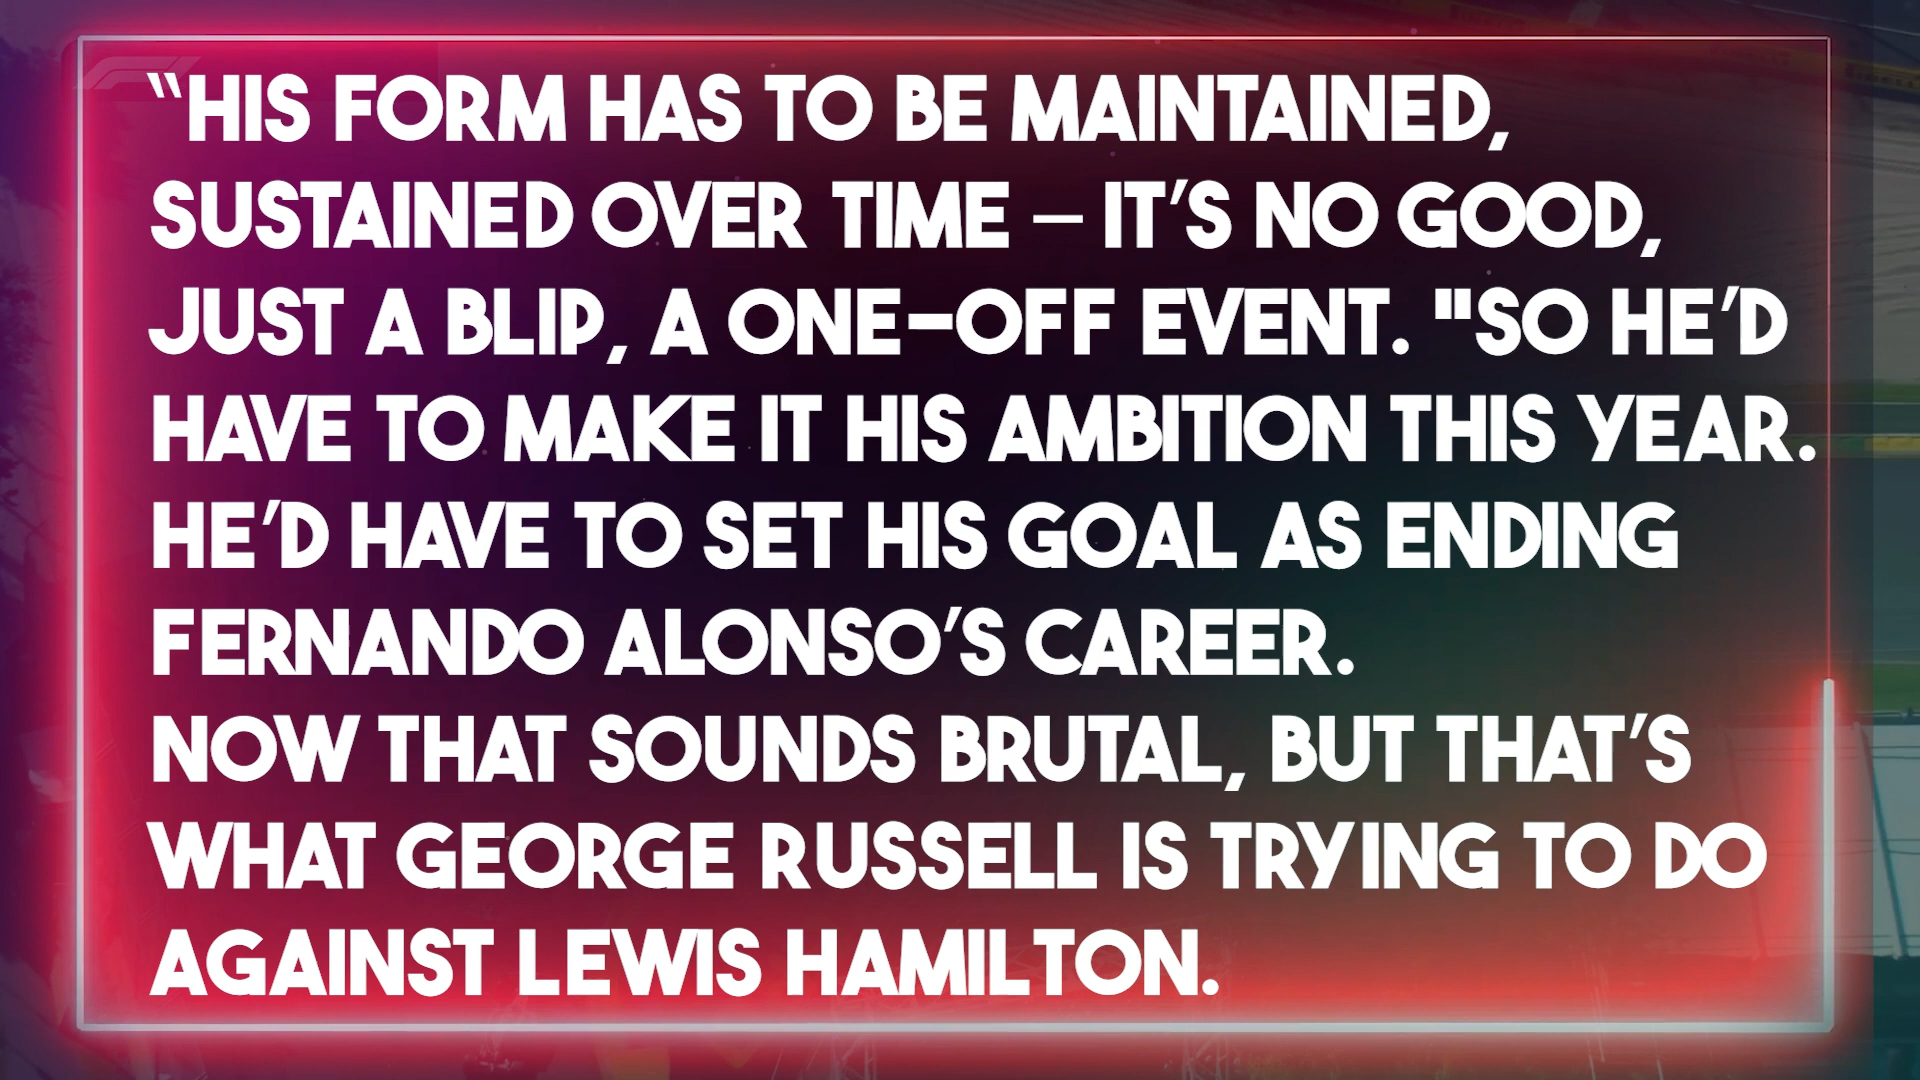 “HIS FORM HAS TO BE MAINTAINED,
SUSTAINED OVER TIME – IT’S NO GOOD,
JUST A BLIP, A ONE-OFF EVENT. "SO HE’D
HAVE TO MAKE IT HIS AMBITION THIS YEAR.
HE’D HAVE TO SET HIS GOAL AS ENDING
FERNANDO ALONSO’S CAREER.
NOW THAT SOUNDS BRUTAL, BUT THAT’S
WHAT GEORGE RUSSELL IS TRYING TO DO
AGAINST LEWIS HAMILTON.